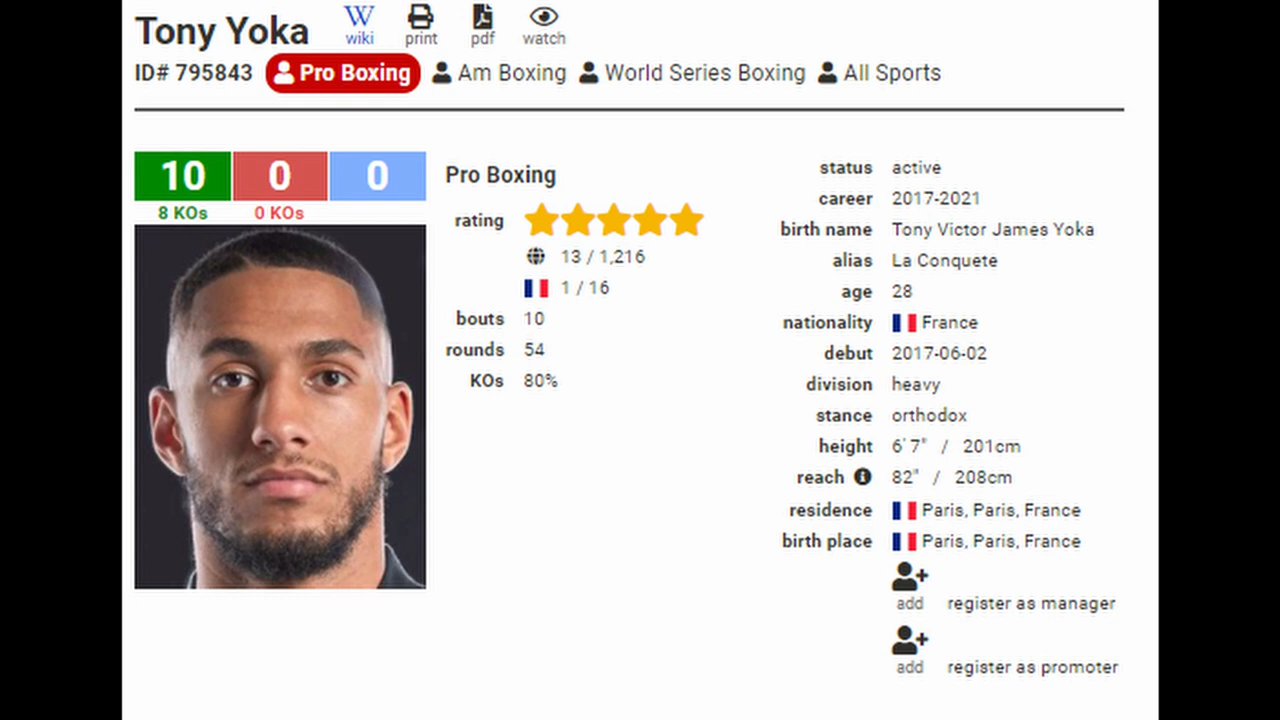 Tony Yoka W wiki print pdf watch
ID# 795843 Pro Boxing Am Boxing World Series Boxing All Sports
10 0 0
8 KOs 0 KOs
Pro Boxing
rating
13 / 1,216
1 / 16
bouts 10
rounds 54
KOs 80%
status active
career 2017-2021
birth name Tony Victor James Yoka
alias La Conquete
age 28
nationality France
debut 2017-06-02
division heavy
stance orthodox
height 6' 7" / 201cm
reach 82" / 208cm
residence Paris, Paris, France
birth place Paris, Paris, France
add register as manager
add register as promoter